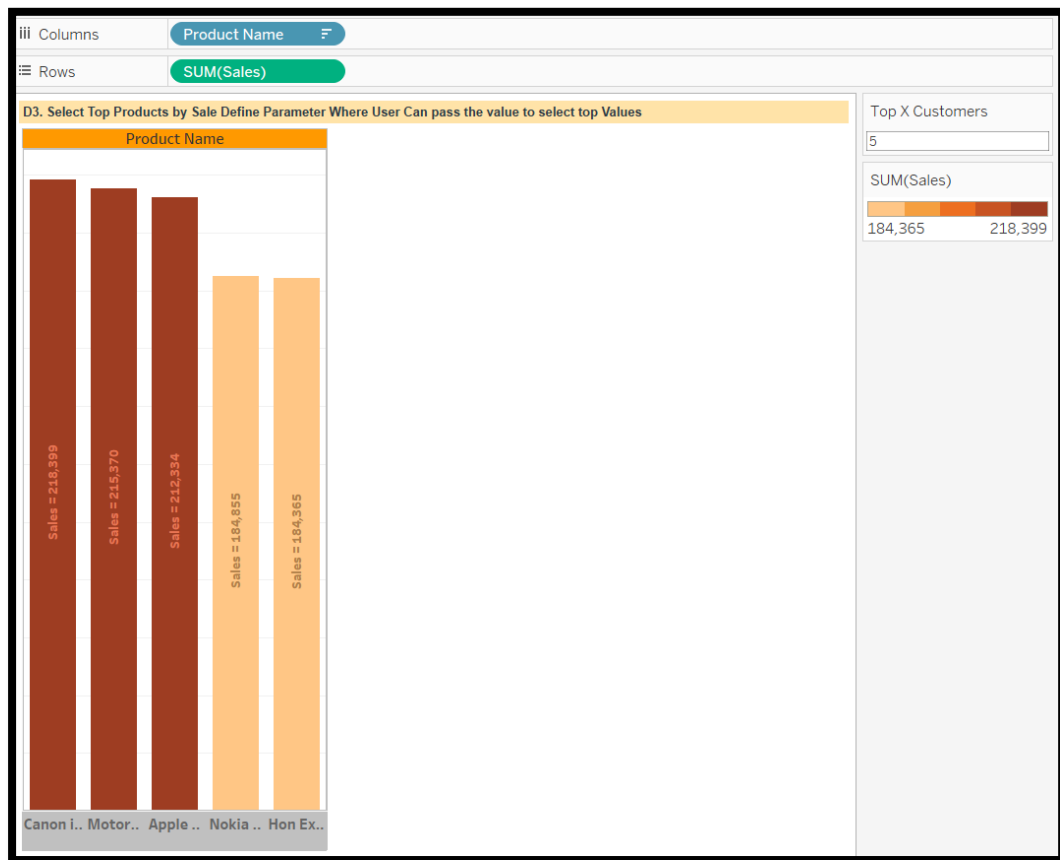 Columns
Product Name
Rows
SUM(Sales)
D3. Select Top Products by Sale Define Parameter Where User Can pass the value to select top Values
Product Name
Sales = 218,399
Sales = 215,370
Sales = 212,334
Sales = 184,855
Sales = 184,365
Canon i.. Motor.. Apple .. Nokia .. Hon Ex..
Top X Customers
5
SUM(Sales)
184,365 218,399